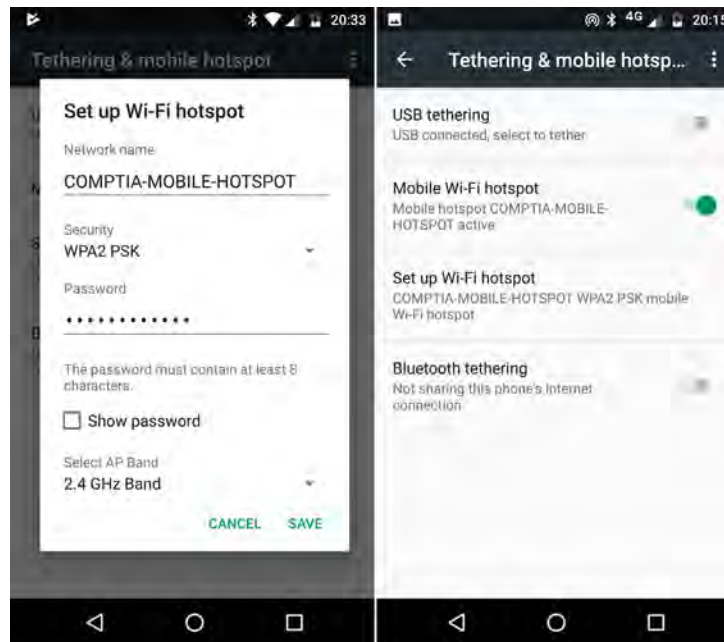 20:33
Tethering & mobile hotspot
Set up Wi-Fi hotspot
Network name
COMPTIA-MOBILE-HOTSPOT
Security
WPA2 PSK
Password
••••••••••••
The password must contain at least 8
characters.
Show password
Select AP Band
2.4 GHz Band
CANCEL SAVE
4G 20:15
Tethering & mobile hotsp...
USB tethering
USB connected, select to tether
Mobile Wi-Fi hotspot
Mobile hotspot COMPTIA-MOBILE-
HOTSPOT active
Set up Wi-Fi hotspot
COMPTIA-MOBILE-HOTSPOT WPA2 PSK mobile
Wi-Fi hotspot
Bluetooth tethering
Not sharing this phone's Internet
connection